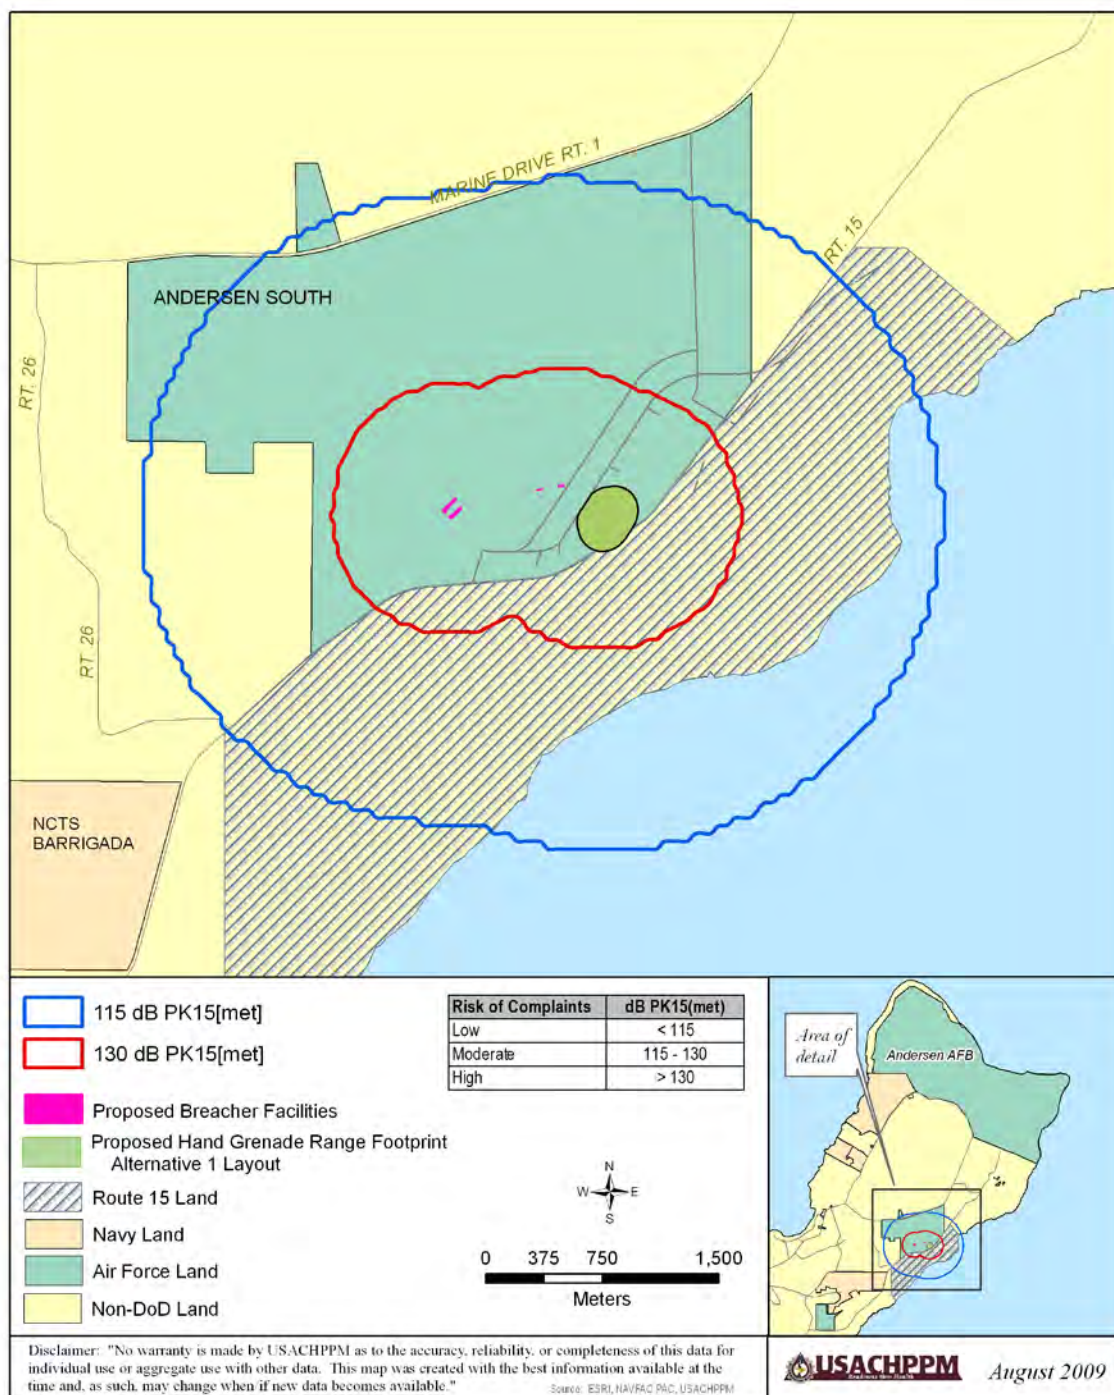 MARINE DRIVE RT. 1
RT. 15
ANDERSEN SOUTH
RT. 26
RT. 26
NCTS
BARRIGADA
115 dB PK15[met]
130 dB PK15[met]
Proposed Breacher Facilities
Proposed Hand Grenade Range Footprint
Alternative 1 Layout
Route 15 Land
Navy Land
Air Force Land
Non-DoD Land
Risk of Complaints dB PK15(met)
Low < 115
Moderate 115 - 130
High > 130
N
W E
S
0 375 750 1,500
Meters
Area of
detail
Andersen AFB
Disclaimer: "No warranty is made by USACHPPM as to the accuracy, reliability, or completeness of this data for
individual use or aggregate use with other data. This map was created with the best information available at the
time and, as such, may change when if new data becomes available."
Source: ESRI, NAVFAC PAC, USACHPPM
USACHPPM
Readiness thru Health
August 2009